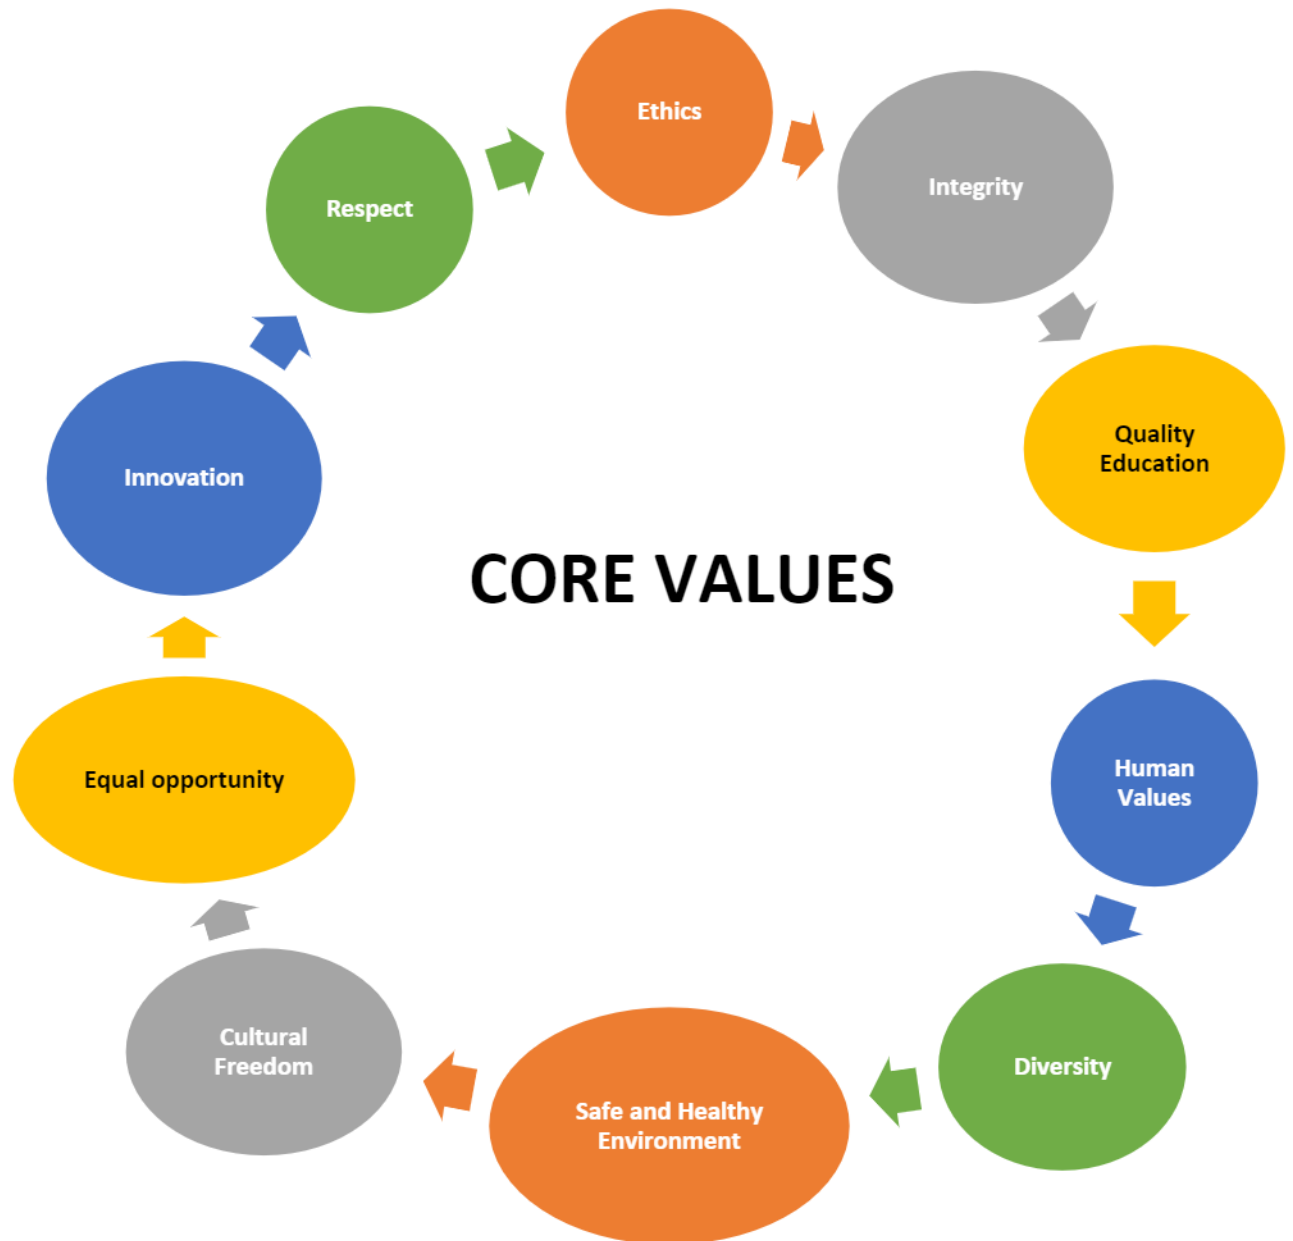 Ethics
Integrity
Quality
Education
Human
Values
Diversity
Safe and Healthy
Environment
Cultural
Freedom
Equal opportunity
Innovation
Respect
CORE VALUES